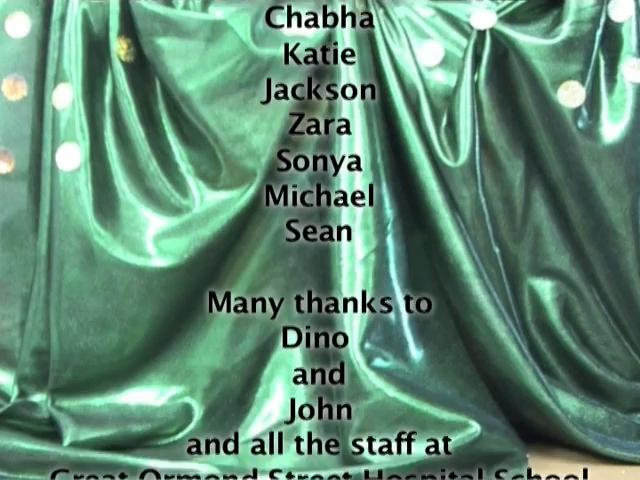 Chabha
Katie
Jackson
Zara
Sonya
Michael
Sean
Many thanks to
Dino
and
John
and all the staff at
Great Ormond Street Hospital School